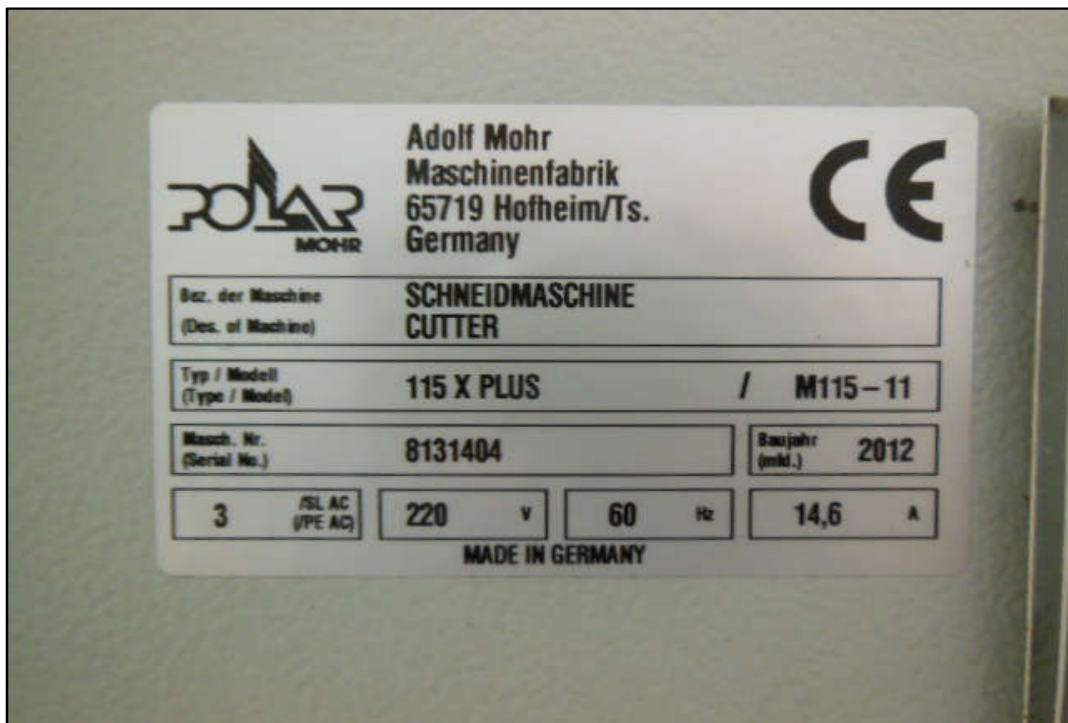 POLAR
MOHR
Adolf Mohr
Maschinenfabrik
65719 Hofheim/Ts.
Germany
CE
Bez. der Maschine
(Des. of Machine)
SCHNEIDMASCHINE
CUTTER
Typ / Modell
(Type / Model)
115 X PLUS / M115-11
Masch. Nr.
(Serial No.)
8131404
Baujahr
(mkl.)
2012
3 /SL AC
(/PE AC)
220 V
60 Hz
14,6 A
MADE IN GERMANY